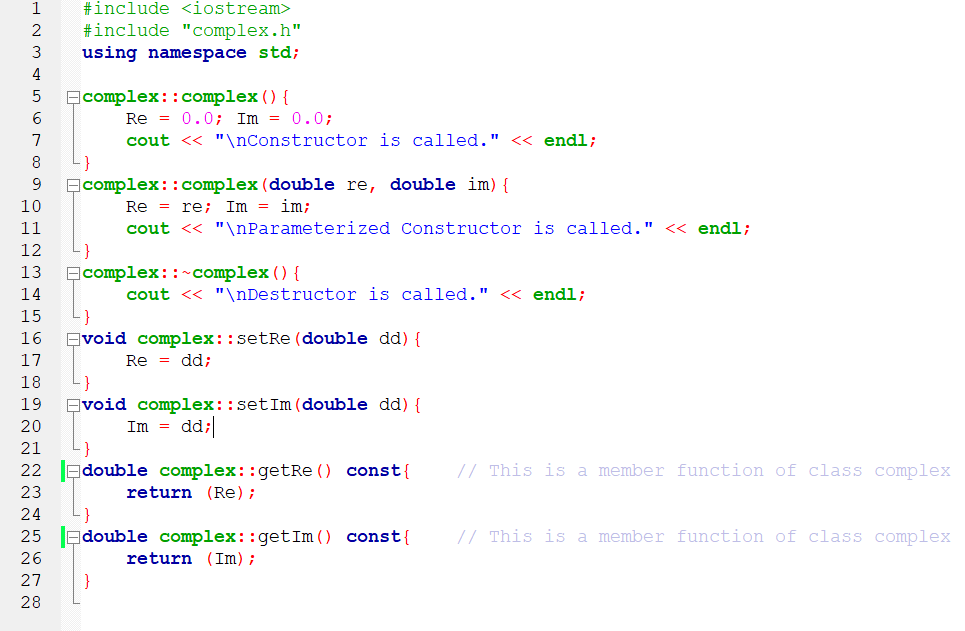 1 #include <iostream>
2 #include "complex.h"
3 using namespace std;
4
5 complex::complex(){
6 Re = 0.0; Im = 0.0;
7 cout << "\nConstructor is called." << endl;
8 }
9 complex::complex(double re, double im){
10 Re = re; Im = im;
11 cout << "\nParameterized Constructor is called." << endl;
12 }
13 complex::~complex(){
14 cout << "\nDestructor is called." << endl;
15 }
16 void complex::setRe(double dd){
17 Re = dd;
18 }
19 void complex::setIm(double dd){
20 Im = dd;
21 }
22 double complex::getRe() const{ // This is a member function of class complex
23 return (Re);
24 }
25 double complex::getIm() const{ // This is a member function of class complex
26 return (Im);
27 }
28